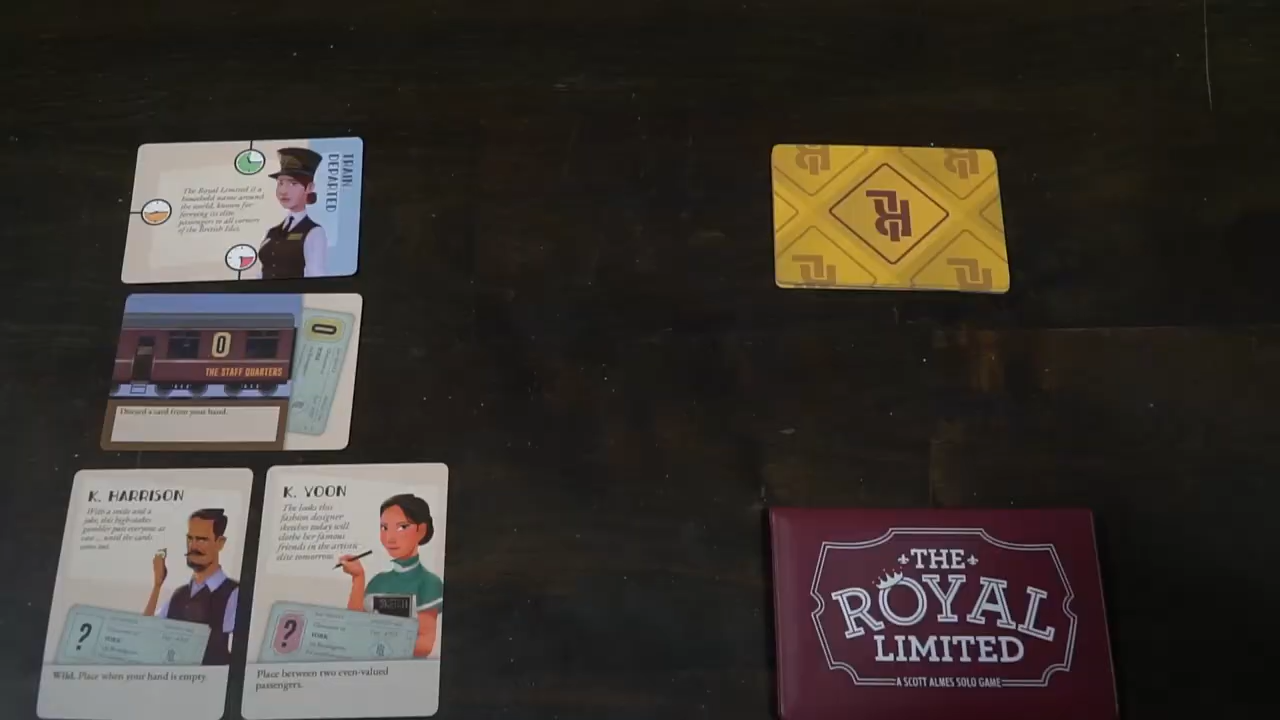 TRAIN
DEPARTED
The Royal Limited is a
household name around
the world, known for
ferrying its elite
passengers to all corners
of the British Isles.
0
THE STAFF QUARTERS
0
Discard a card from your hand.
K. HARRISON
With a smile and a
joke, this high-stakes
gambler puts everyone at
ease ... until the cards
come out.
?
Wild. Place when your hand is empty.
K. YOON
The looks this
fashion designer
sketches today will
clothe her famous
friends in the artistic
elite tomorrow.
?
YORK
Place between two even-valued
passengers.
THE
ROYAL
LIMITED
A SCOTT ALMES SOLO GAME